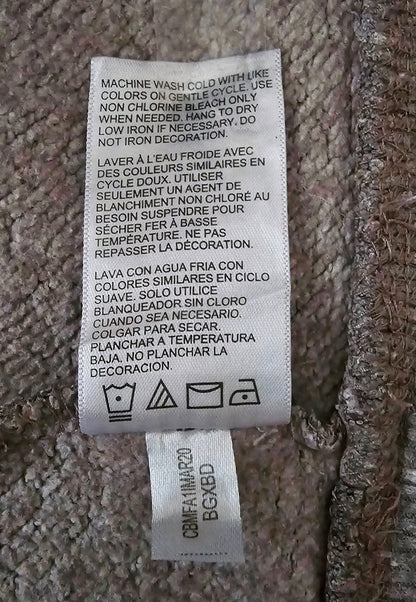 MACHINE WASH COLD WITH LIKE
COLORS ON GENTLE CYCLE. USE
NON CHLORINE BLEACH ONLY
WHEN NEEDED. HANG TO DRY
LOW IRON IF NECESSARY. DO
NOT IRON DECORATION.
LAVER À L'EAU FROIDE AVEC
DES COULEURS SIMILAIRES EN
CYCLE DOUX. UTILISER
SEULEMENT UN AGENT DE
BLANCHIMENT NON CHLORÉ AU
BESOIN SUSPENDRE POUR
SÉCHER FER À BASSE
TEMPÉRATURE. NE PAS
REPASSER LA DÉCORATION.
LAVA CON AGUA FRIA CON
COLORES SIMILARES EN CICLO
SUAVE. SOLO UTILICE
BLANQUEADOR SIN CLORO
CUANDO SEA NECESARIO.
COLGAR PARA SECAR.
PLANCHAR A TEMPERATURA
BAJA. NO PLANCHAR LA
DECORACION.
CBMFA11MAR20
BGXBD